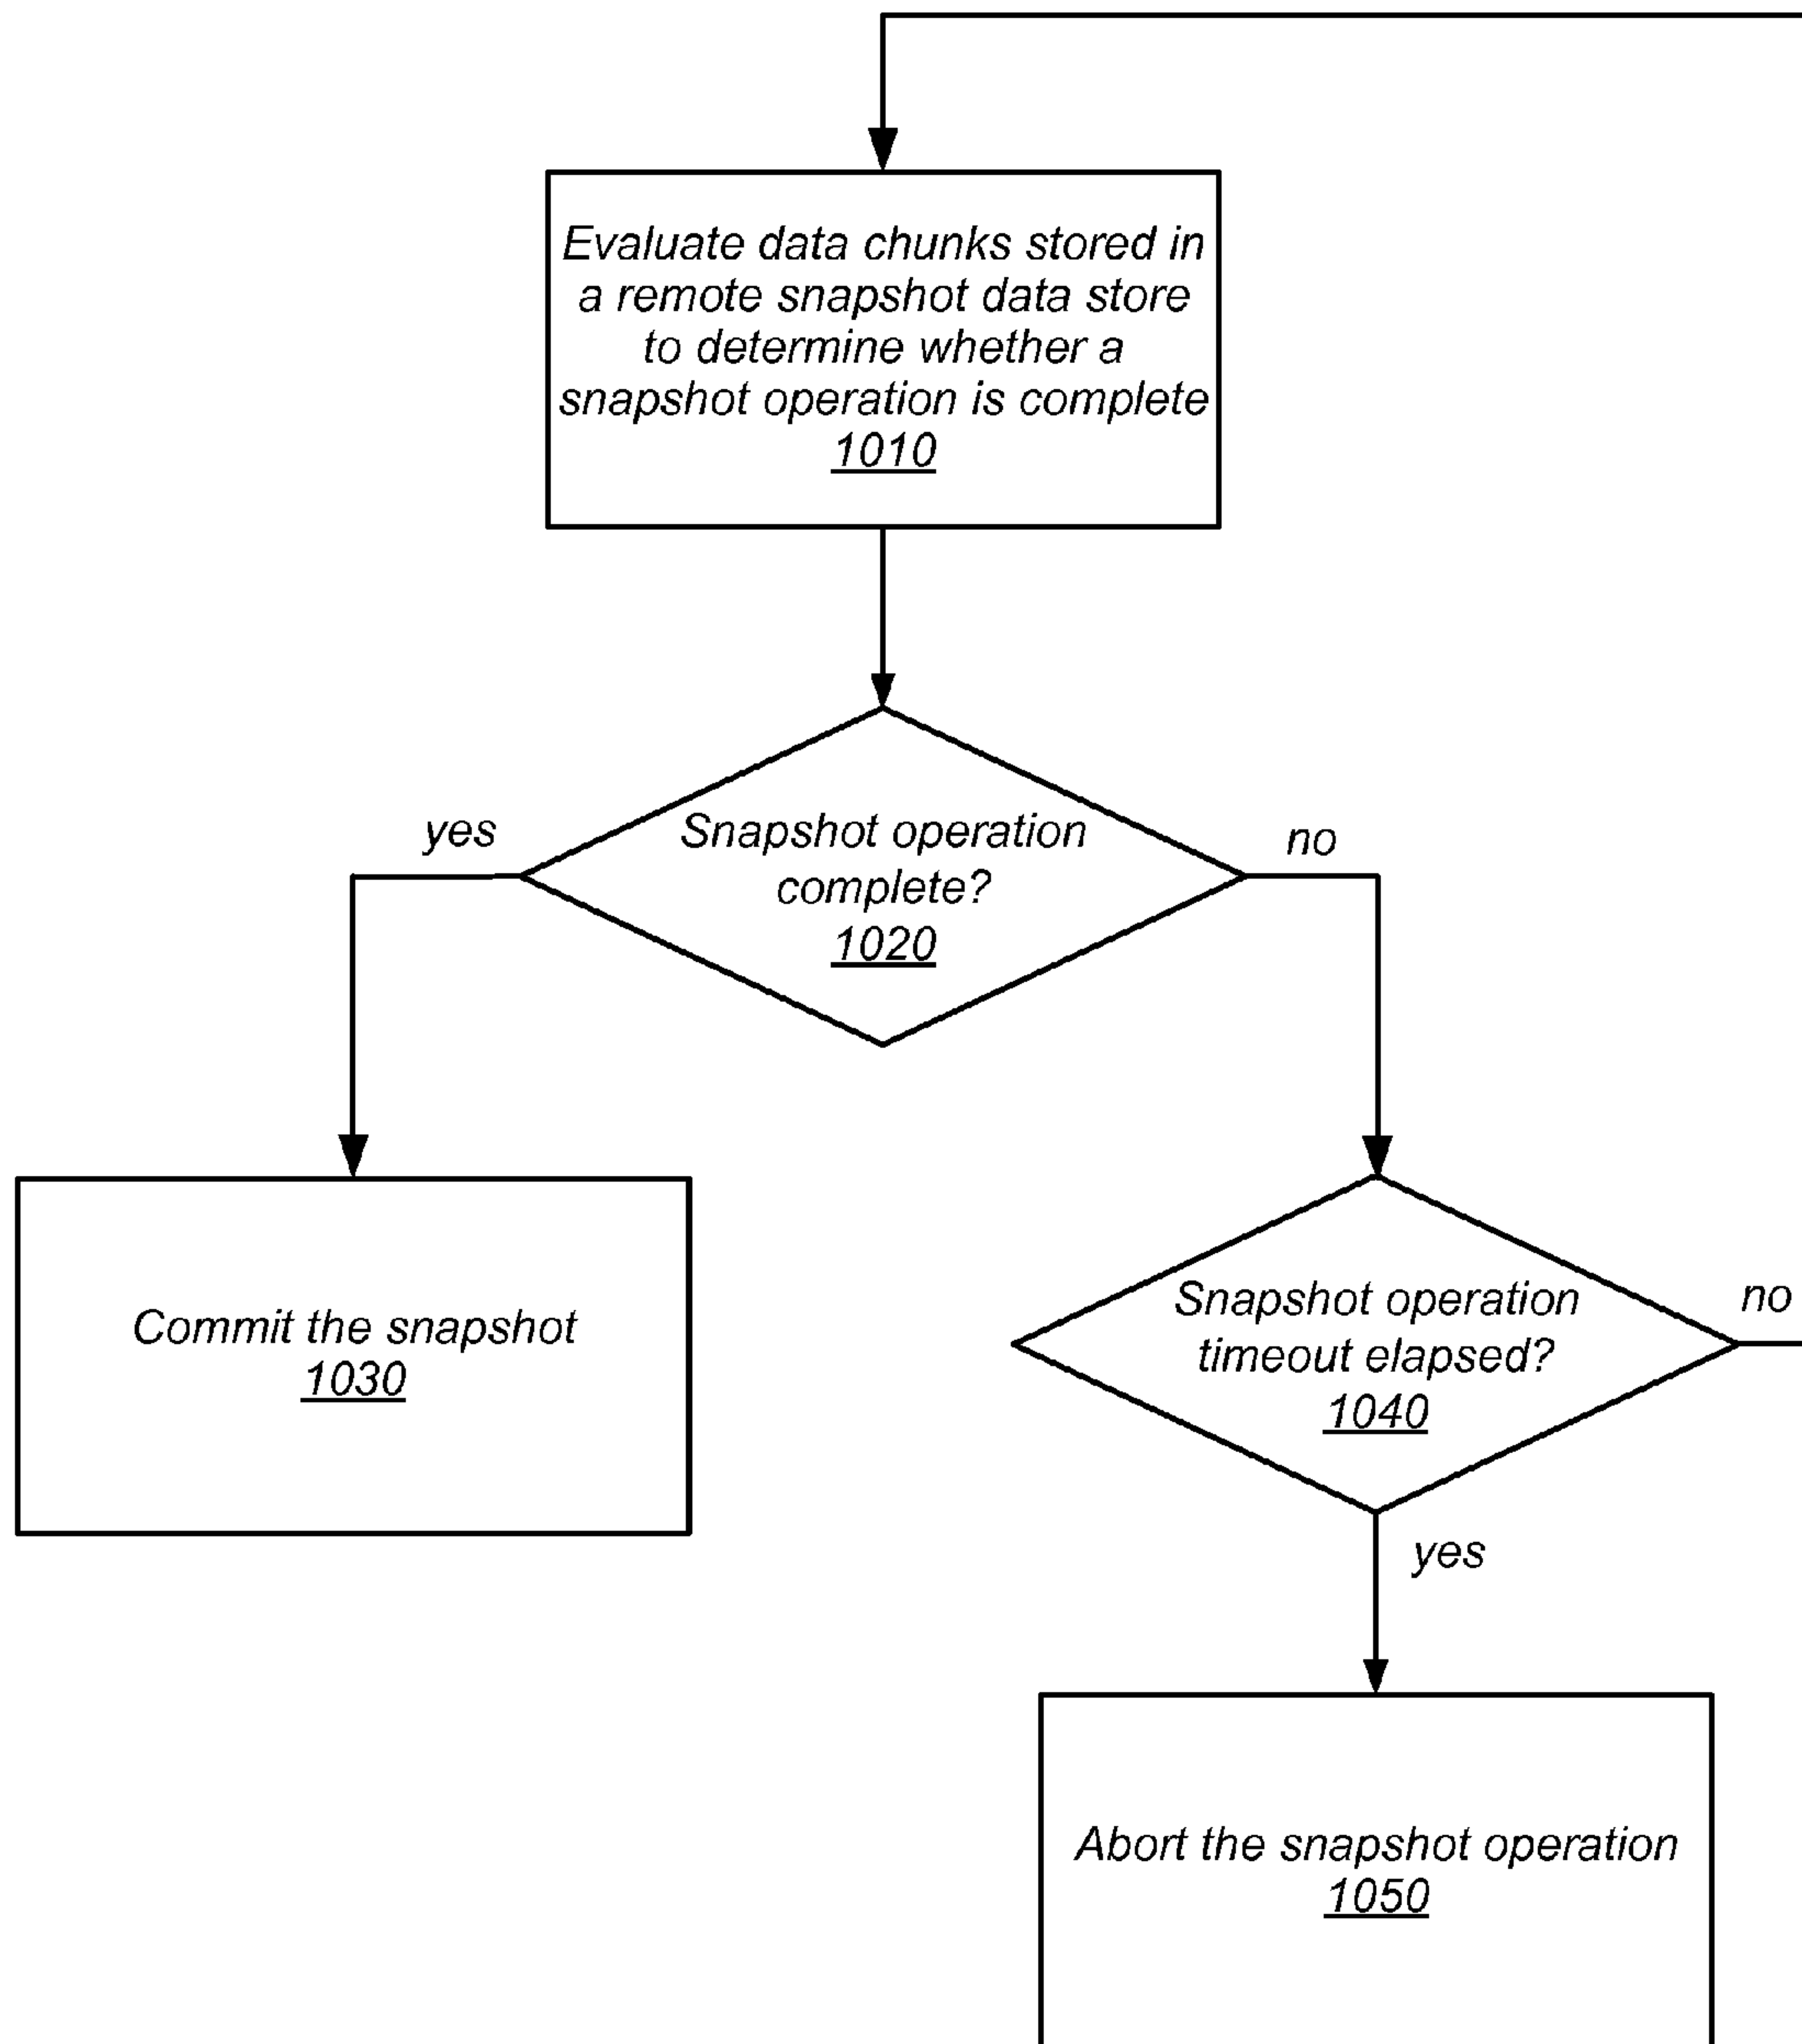 Evaluate data chunks stored in
a remote snapshot data store
to determine whether a
snapshot operation is complete
1010
yes
Snapshot operation
complete?
1020
no
Commit the snapshot
1030
Snapshot operation
timeout elapsed?
1040
no
yes
Abort the snapshot operation
1050